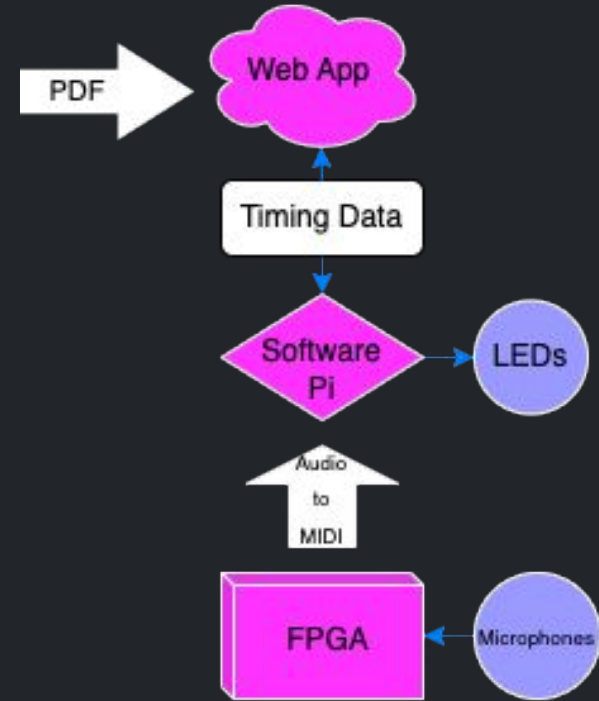 Web App
PDF
Timing Data
Software
Pi
LEDs
Audio
to
MIDI
FPGA
Microphones